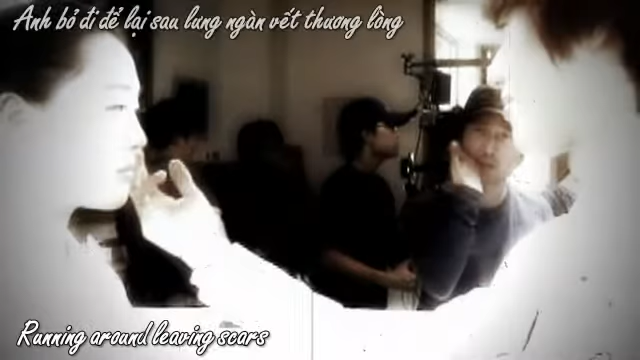 Anh bỏ đi để lại sau lưng ngàn vết thương lòng
Running around leaving scars